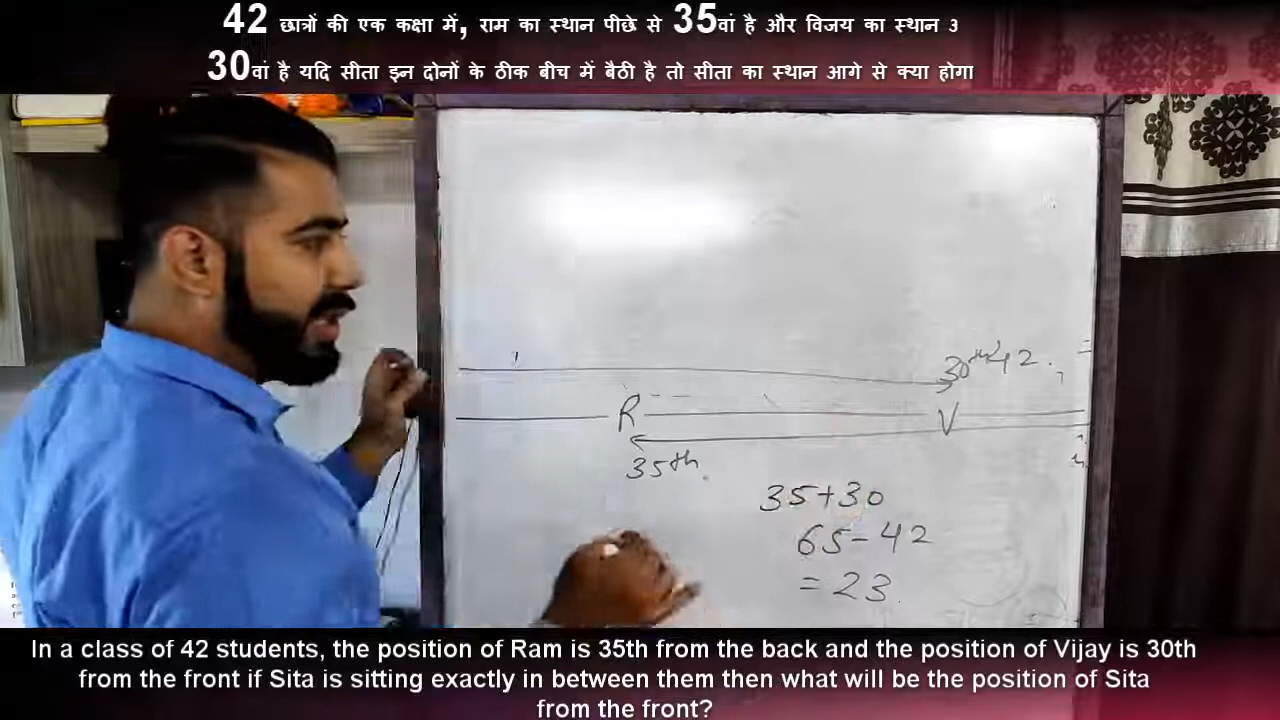 42 छात्रों की एक कक्षा में, राम का स्थान पीछे से 35वां है और विजय का स्थान
30वां है यदि सीता इन दोनों के ठीक बीच में बैठी है तो सीता का स्थान आगे से क्या होगा
30th 42
R V
35th
35+30
65-42
=23
In a class of 42 students, the position of Ram is 35th from the back and the position of Vijay is 30th
from the front if Sita is sitting exactly in between them then what will be the position of Sita
from the front?